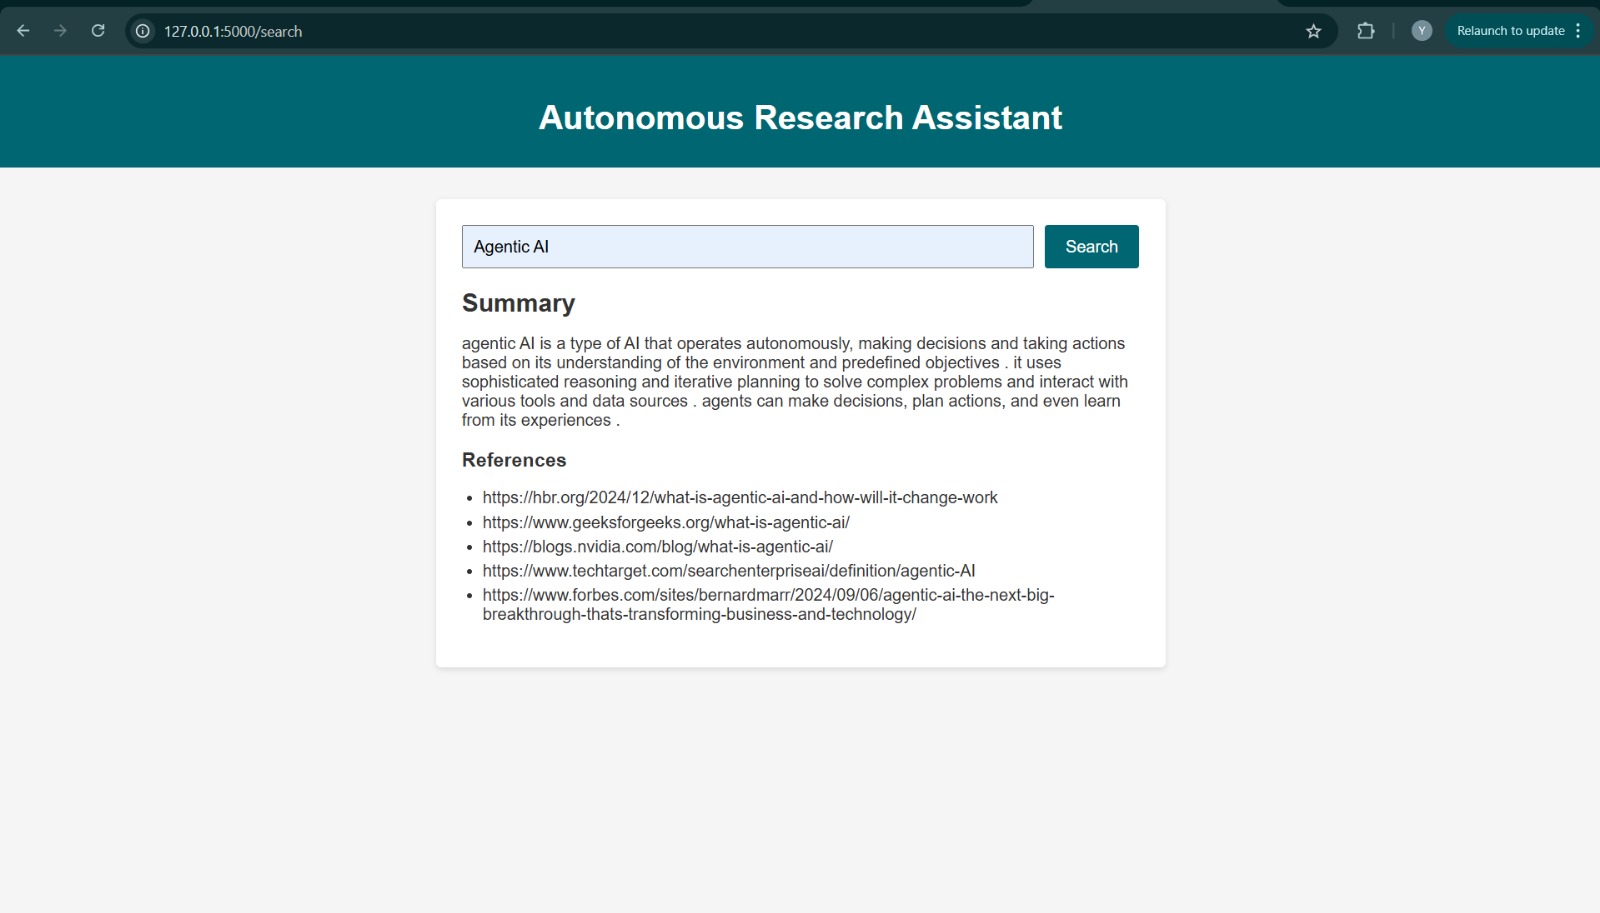 127.0.0.1:5000/search
Y
Relaunch to update
Autonomous Research Assistant
Agentic AI
Search
Summary
agentic AI is a type of AI that operates autonomously, making decisions and taking actions
based on its understanding of the environment and predefined objectives . it uses
sophisticated reasoning and iterative planning to solve complex problems and interact with
various tools and data sources . agents can make decisions, plan actions, and even learn
from its experiences .
References
• https://hbr.org/2024/12/what-is-agentic-ai-and-how-will-it-change-work
• https://www.geeksforgeeks.org/what-is-agentic-ai/
• https://blogs.nvidia.com/blog/what-is-agentic-ai/
• https://www.techtarget.com/searchenterpriseai/definition/agentic-AI
• https://www.forbes.com/sites/bernardmarr/2024/09/06/agentic-ai-the-next-big-
breakthrough-thats-transforming-business-and-technology/